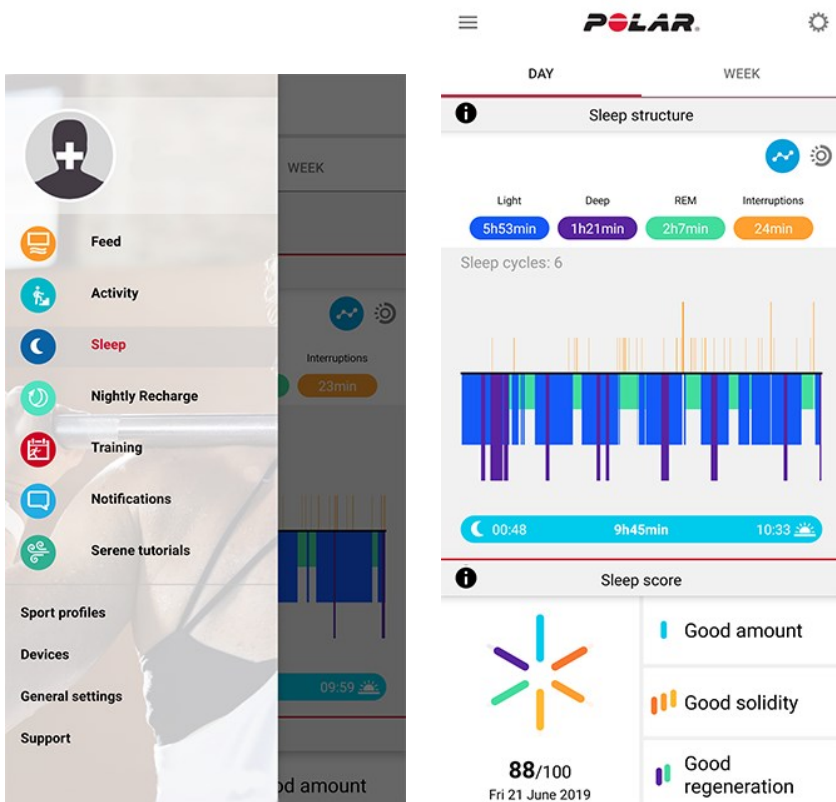 WEEK
Feed
Activity
Sleep
Interruptions
23min
Nightly Recharge
Training
Notifications
Serene tutorials
Sport profiles
Devices
General settings
09:59
Support
od amount
POLAR.
DAY WEEK
Sleep structure
Light Deep REM Interruptions
5h53min 1h21min 2h7min 24min
Sleep cycles: 6
00:48 9h45min 10:33
Sleep score
Good amount
Good solidity
Good
regeneration
88/100
Fri 21 June 2019